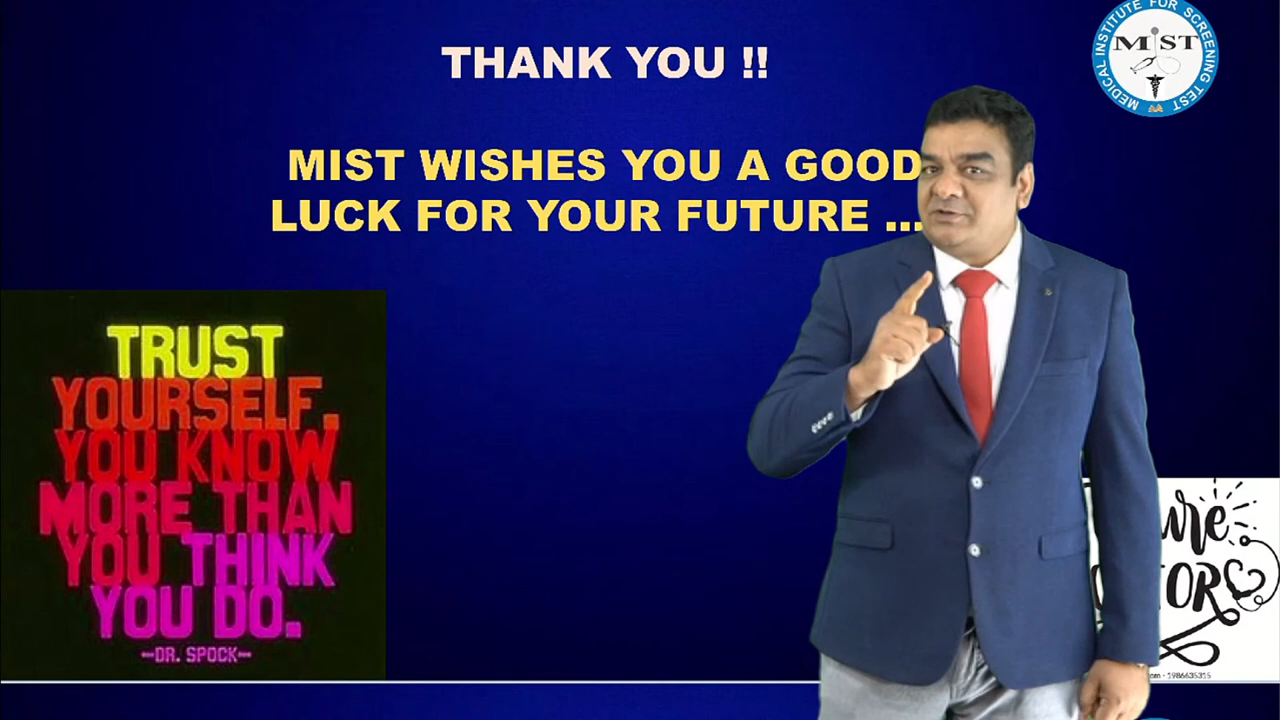 THANK YOU !!
MEDICAL INSTITUTE FOR SCREENING TEST
MIST
MIST WISHES YOU A GOOD
LUCK FOR YOUR FUTURE ...
TRUST
YOURSELF.
YOU KNOW
MORE THAN
YOU THINK
YOU DO.
—DR. SPOCK—
1986635315